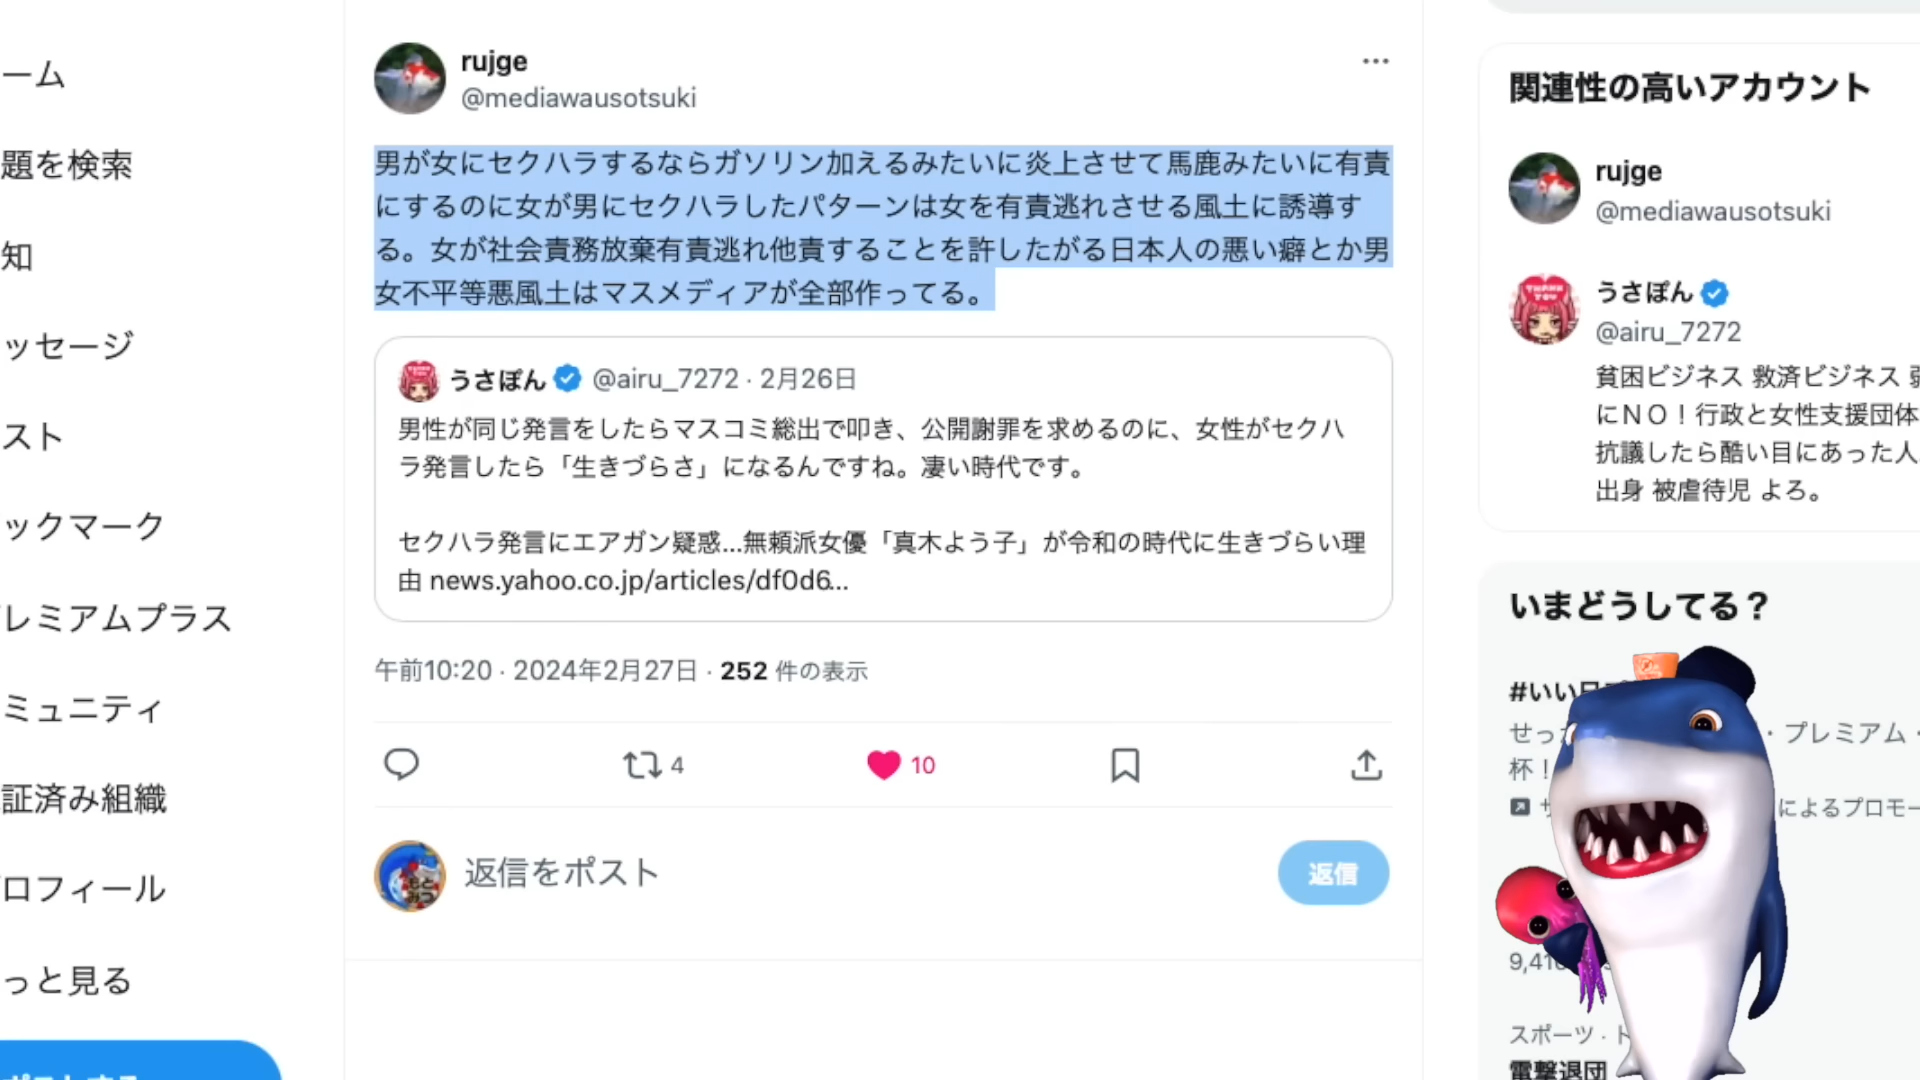 ーム
題を検索
知
ッセージ
スト
ックマーク
レミアムプラス
ミュニティ
証済み組織
ロフィール
っと見る
rujge
@mediawausotsuki
男が女にセクハラするならガソリン加えるみたいに炎上させて馬鹿みたいに有責
にするのに女が男にセクハラしたパターンは女を有責逃れさせる風土に誘導す
る。女が社会責務放棄有責逃れ他責することを許したがる日本人の悪い癖とか男
女不平等悪風土はマスメディアが全部作ってる。
うさぽん @airu_7272 · 2月26日
男性が同じ発言をしたらマスコミ総出で叩き、公開謝罪を求めるのに、女性がセクハ
ラ発言したら「生きづらさ」になるんですね。凄い時代です。
セクハラ発言にエアガン疑惑...無頼派女優「真木よう子」が令和の時代に生きづらい理
由 news.yahoo.co.jp/articles/df0d6...
午前10:20 · 2024年2月27日 · 252 件の表示
4
10
もと
みつ
返信をポスト
返信
関連性の高いアカウント
rujge
@mediawausotsuki
THANK
YOU
うさぽん
@airu_7272
貧困ビジネス 救済ビジネス
にNO！行政と女性支援団体
抗議したら酷い目にあった人
出身 被虐待児 よろ。
いまどうしてる？
#いい
せっ
· プレミアム ·
杯！
によるプロモー
スポーツ ·
電撃退団